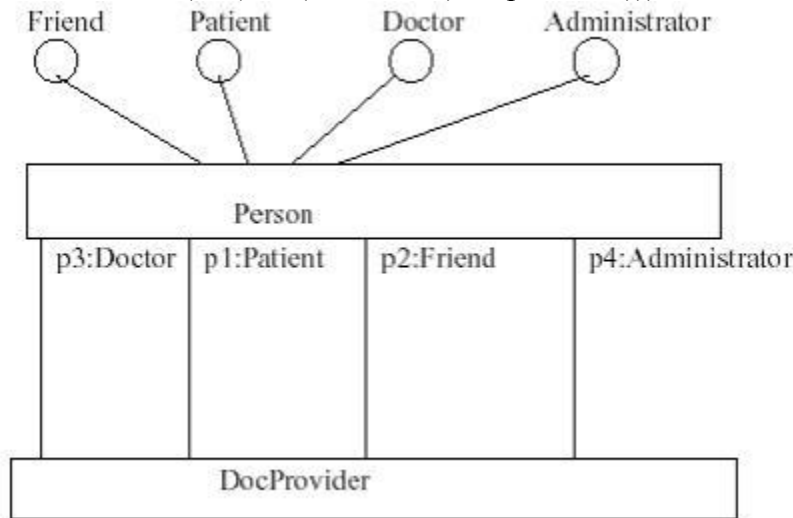 Friend Patient Doctor Administrator
Person
p3:Doctor p1:Patient p2:Friend p4:Administrator
DocProvider